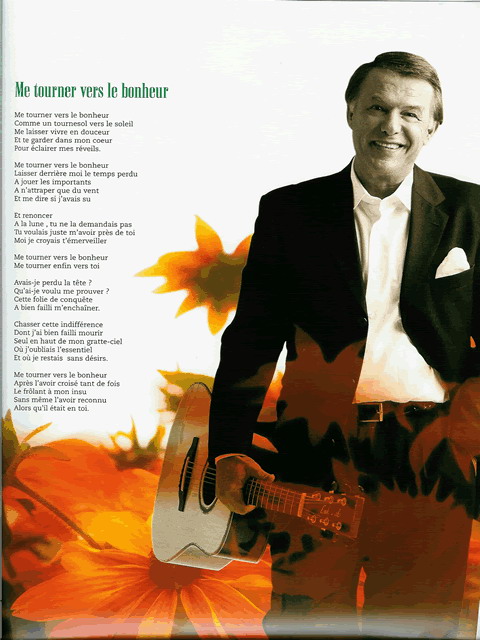 Me tourner vers le bonheur
Me tourner vers le bonheur
Comme un tournesol vers le soleil
Me laisser vivre en douceur
Et te garder dans mon coeur
Pour éclairer mes réveils.
Me tourner vers le bonheur
Laisser derrière moi le temps perdu
A jouer les importants
A n'attraper que du vent
Et me dire si j'avais su
Et renoncer
A la lune , tu ne la demandais pas
Tu voulais juste m'avoir près de toi
Moi je croyais t'émerveiller
Me tourner vers le bonheur
Me tourner enfin vers toi
Avais-je perdu la tête ?
Qu'ai-je voulu me prouver ?
Cette folie de conquête
A bien failli m'enchaîner.
Chasser cette indifférence
Dont j'ai bien failli mourir
Seul en haut de mon gratte-ciel
Où j'oubliais l'essentiel
Et où je restais sans désirs.
Me tourner vers le bonheur
Après l'avoir croisé tant de fois
Le frôlant à mon insu
Sans même l'avoir reconnu
Alors qu'il était en toi.